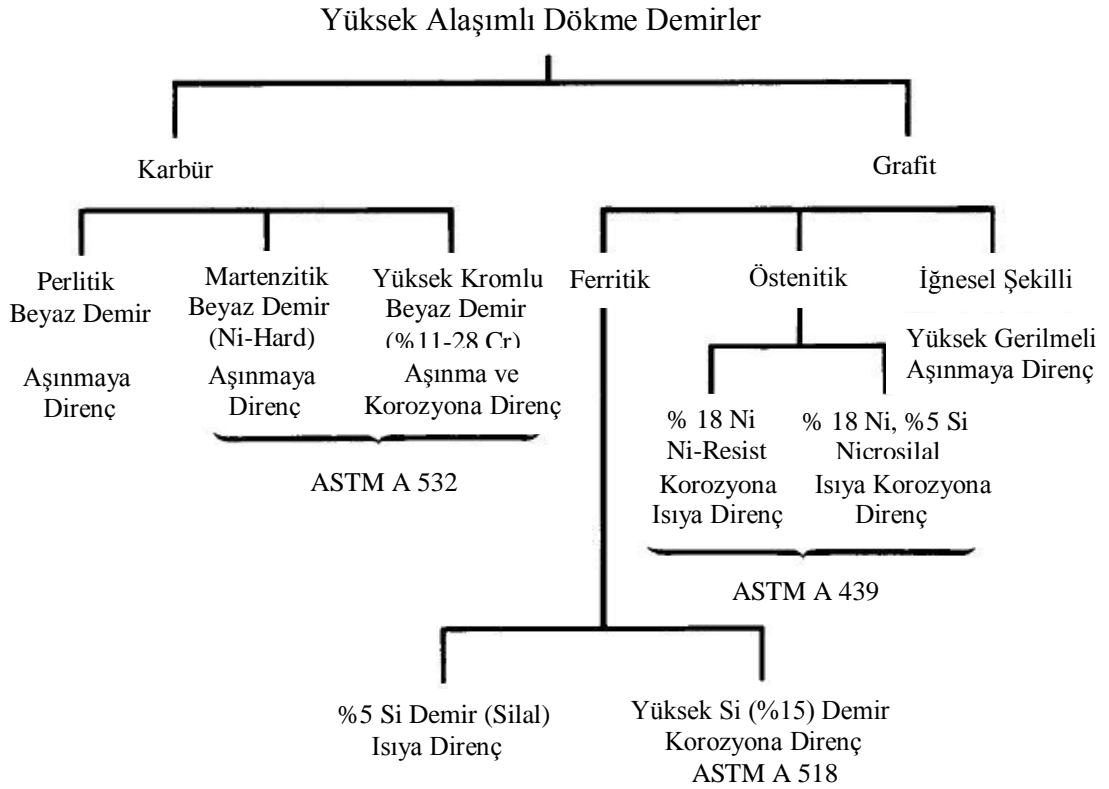 Yüksek Alaşımlı Dökme Demirler
Karbür
Grafit
Perlitik
Beyaz Demir
Aşınmaya
Direnç
Martenzitik
Beyaz Demir
(Ni-Hard)
Aşınmaya
Direnç
Yüksek Kromlu
Beyaz Demir
(%11-28 Cr)
Aşınma ve
Korozyona Direnç
ASTM A 532
Ferritik
Östenitik
İğnesel Şekilli
Yüksek Gerilmeli
Aşınmaya Direnç
% 18 Ni
Ni-Resist
Korozyona
Isıya Direnç
% 18 Ni, %5 Si
Nicrosilal
Isıya Korozyona
Direnç
ASTM A 439
%5 Si Demir (Silal)
Isıya Direnç
Yüksek Si (%15) Demir
Korozyona Direnç
ASTM A 518